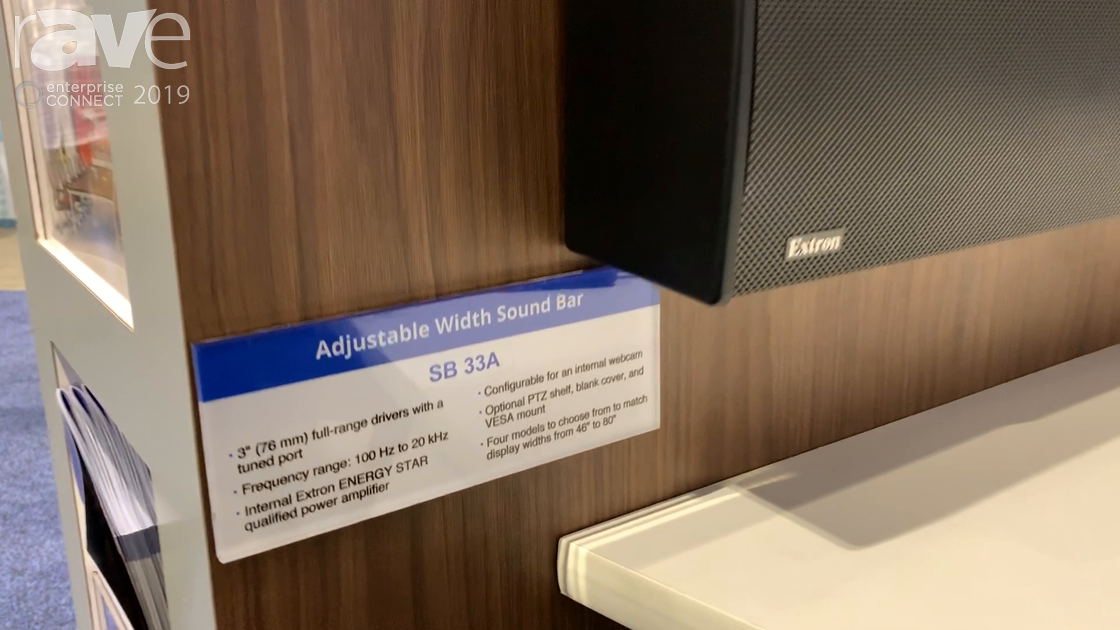 rave
enterprise
CONNECT 2019
Extron
Adjustable Width Sound Bar
SB 33A
· 3" (76 mm) full-range drivers with a
tuned port
· Frequency range: 100 Hz to 20 kHz
· Internal Extron ENERGY STAR
qualified power amplifier
· Configurable for an internal webcam
· Optional PTZ shelf, blank cover, and
VESA mount
· Four models to choose from to match
display widths from 46" to 80"